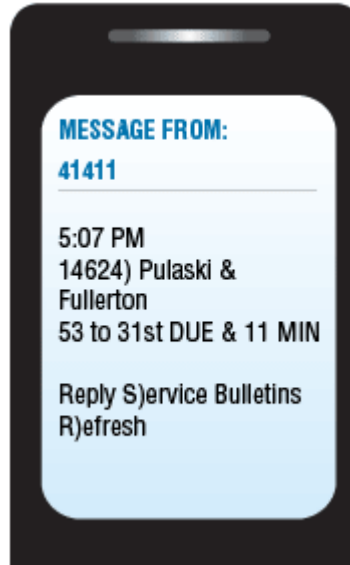 MESSAGE FROM:
41411
5:07 PM
14624) Pulaski &
Fullerton
53 to 31st DUE & 11 MIN
Reply S)ervice Bulletins
R)efresh